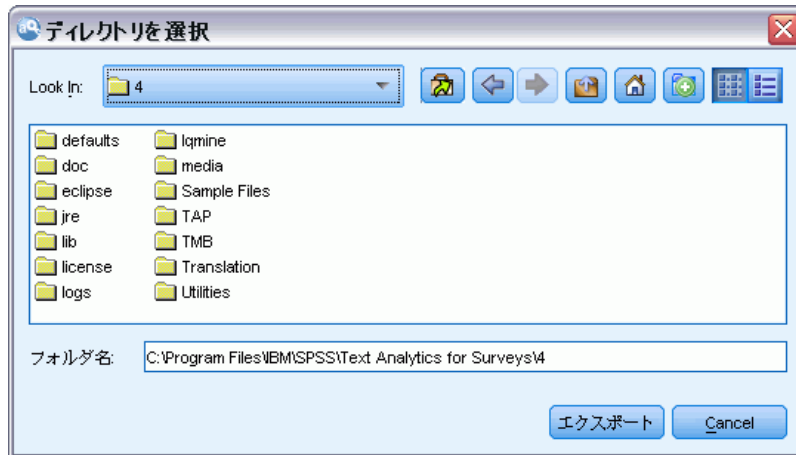 ディレクトリを選択
Look In: 4
defaults lqmine
doc media
eclipse Sample Files
jre TAP
lib TMB
license Translation
logs Utilities
フォルダ名: C:\Program Files\IBM\SPSS\Text Analytics for Surveys\4
エクスポート Cancel